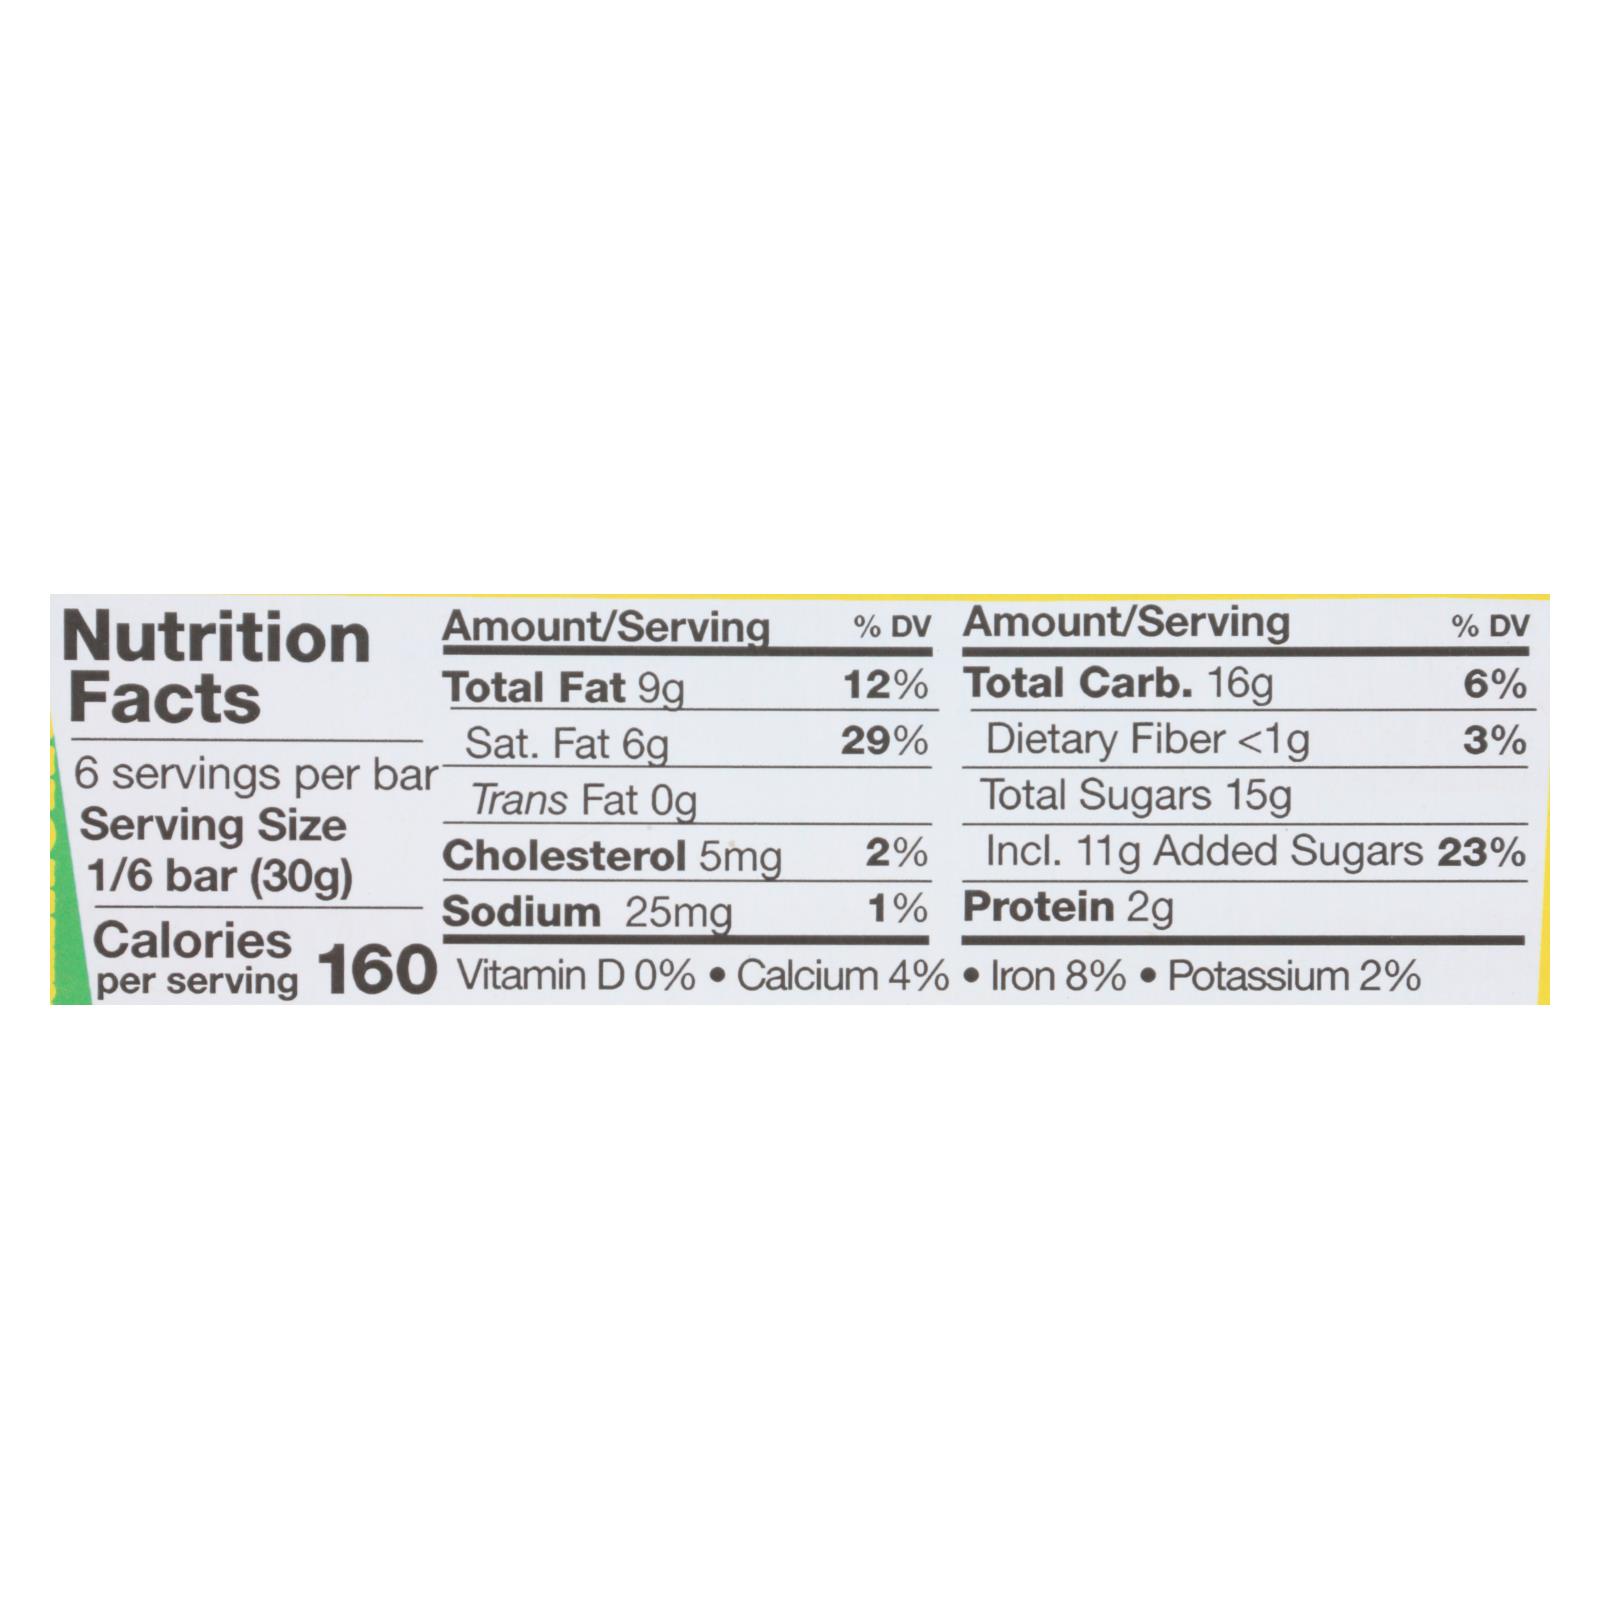 Nutrition
Facts
6 servings per bar
Serving Size
1/6 bar (30g)
Calories
per serving 160
Amount/Serving % DV
Total Fat 9g 12%
Sat. Fat 6g 29%
Trans Fat 0g
Cholesterol 5mg 2%
Sodium 25mg 1%
Amount/Serving % DV
Total Carb. 16g 6%
Dietary Fiber <1g 3%
Total Sugars 15g
Incl. 11g Added Sugars 23%
Protein 2g
Vitamin D 0% • Calcium 4% • Iron 8% • Potassium 2%